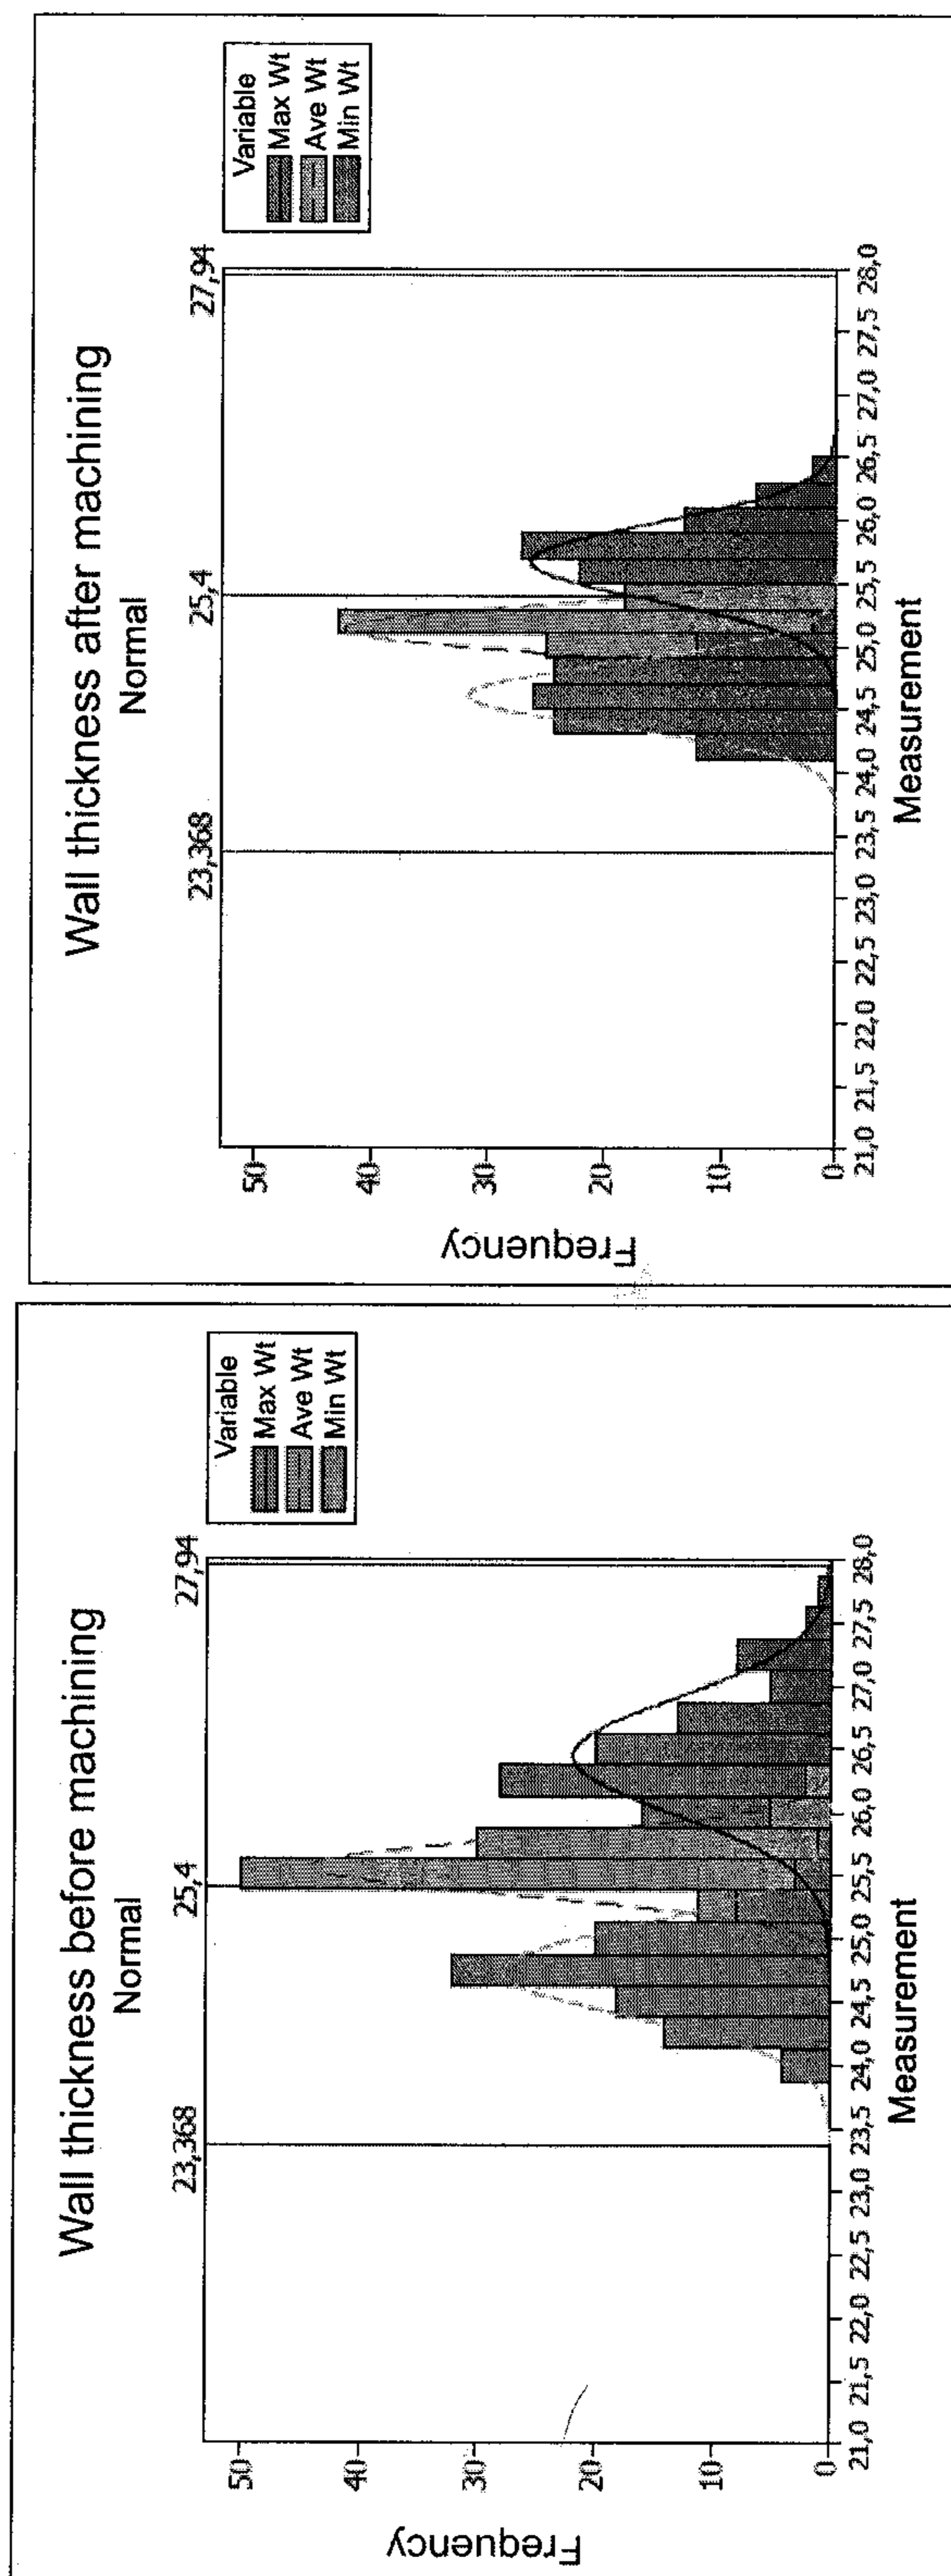 Wall thickness before machining
Normal
23,368
25,4
27,94
Variable
Max Wt
Ave Wt
Min Wt
Frequency
50
40
30
20
10
0
21,0 21,5 22,0 22,5 23,0 23,5 24,0 24,5 25,0 25,5 26,0 26,5 27,0 27,5 28,0
Measurement
Wall thickness after machining
Normal
23,368
25,4
27,94
Variable
Max Wt
Ave Wt
Min Wt
Frequency
50
40
30
20
10
0
21,0 21,5 22,0 22,5 23,0 23,5 24,0 24,5 25,0 25,5 26,0 26,5 27,0 27,5 28,0
Measurement